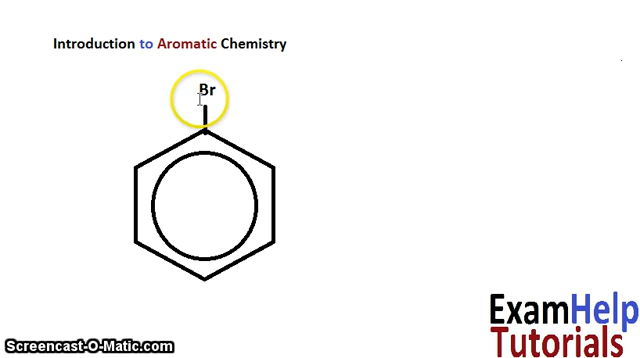 Introduction to Aromatic Chemistry
Br
ExamHelp
Tutorials
Screencast-O-Matic.com